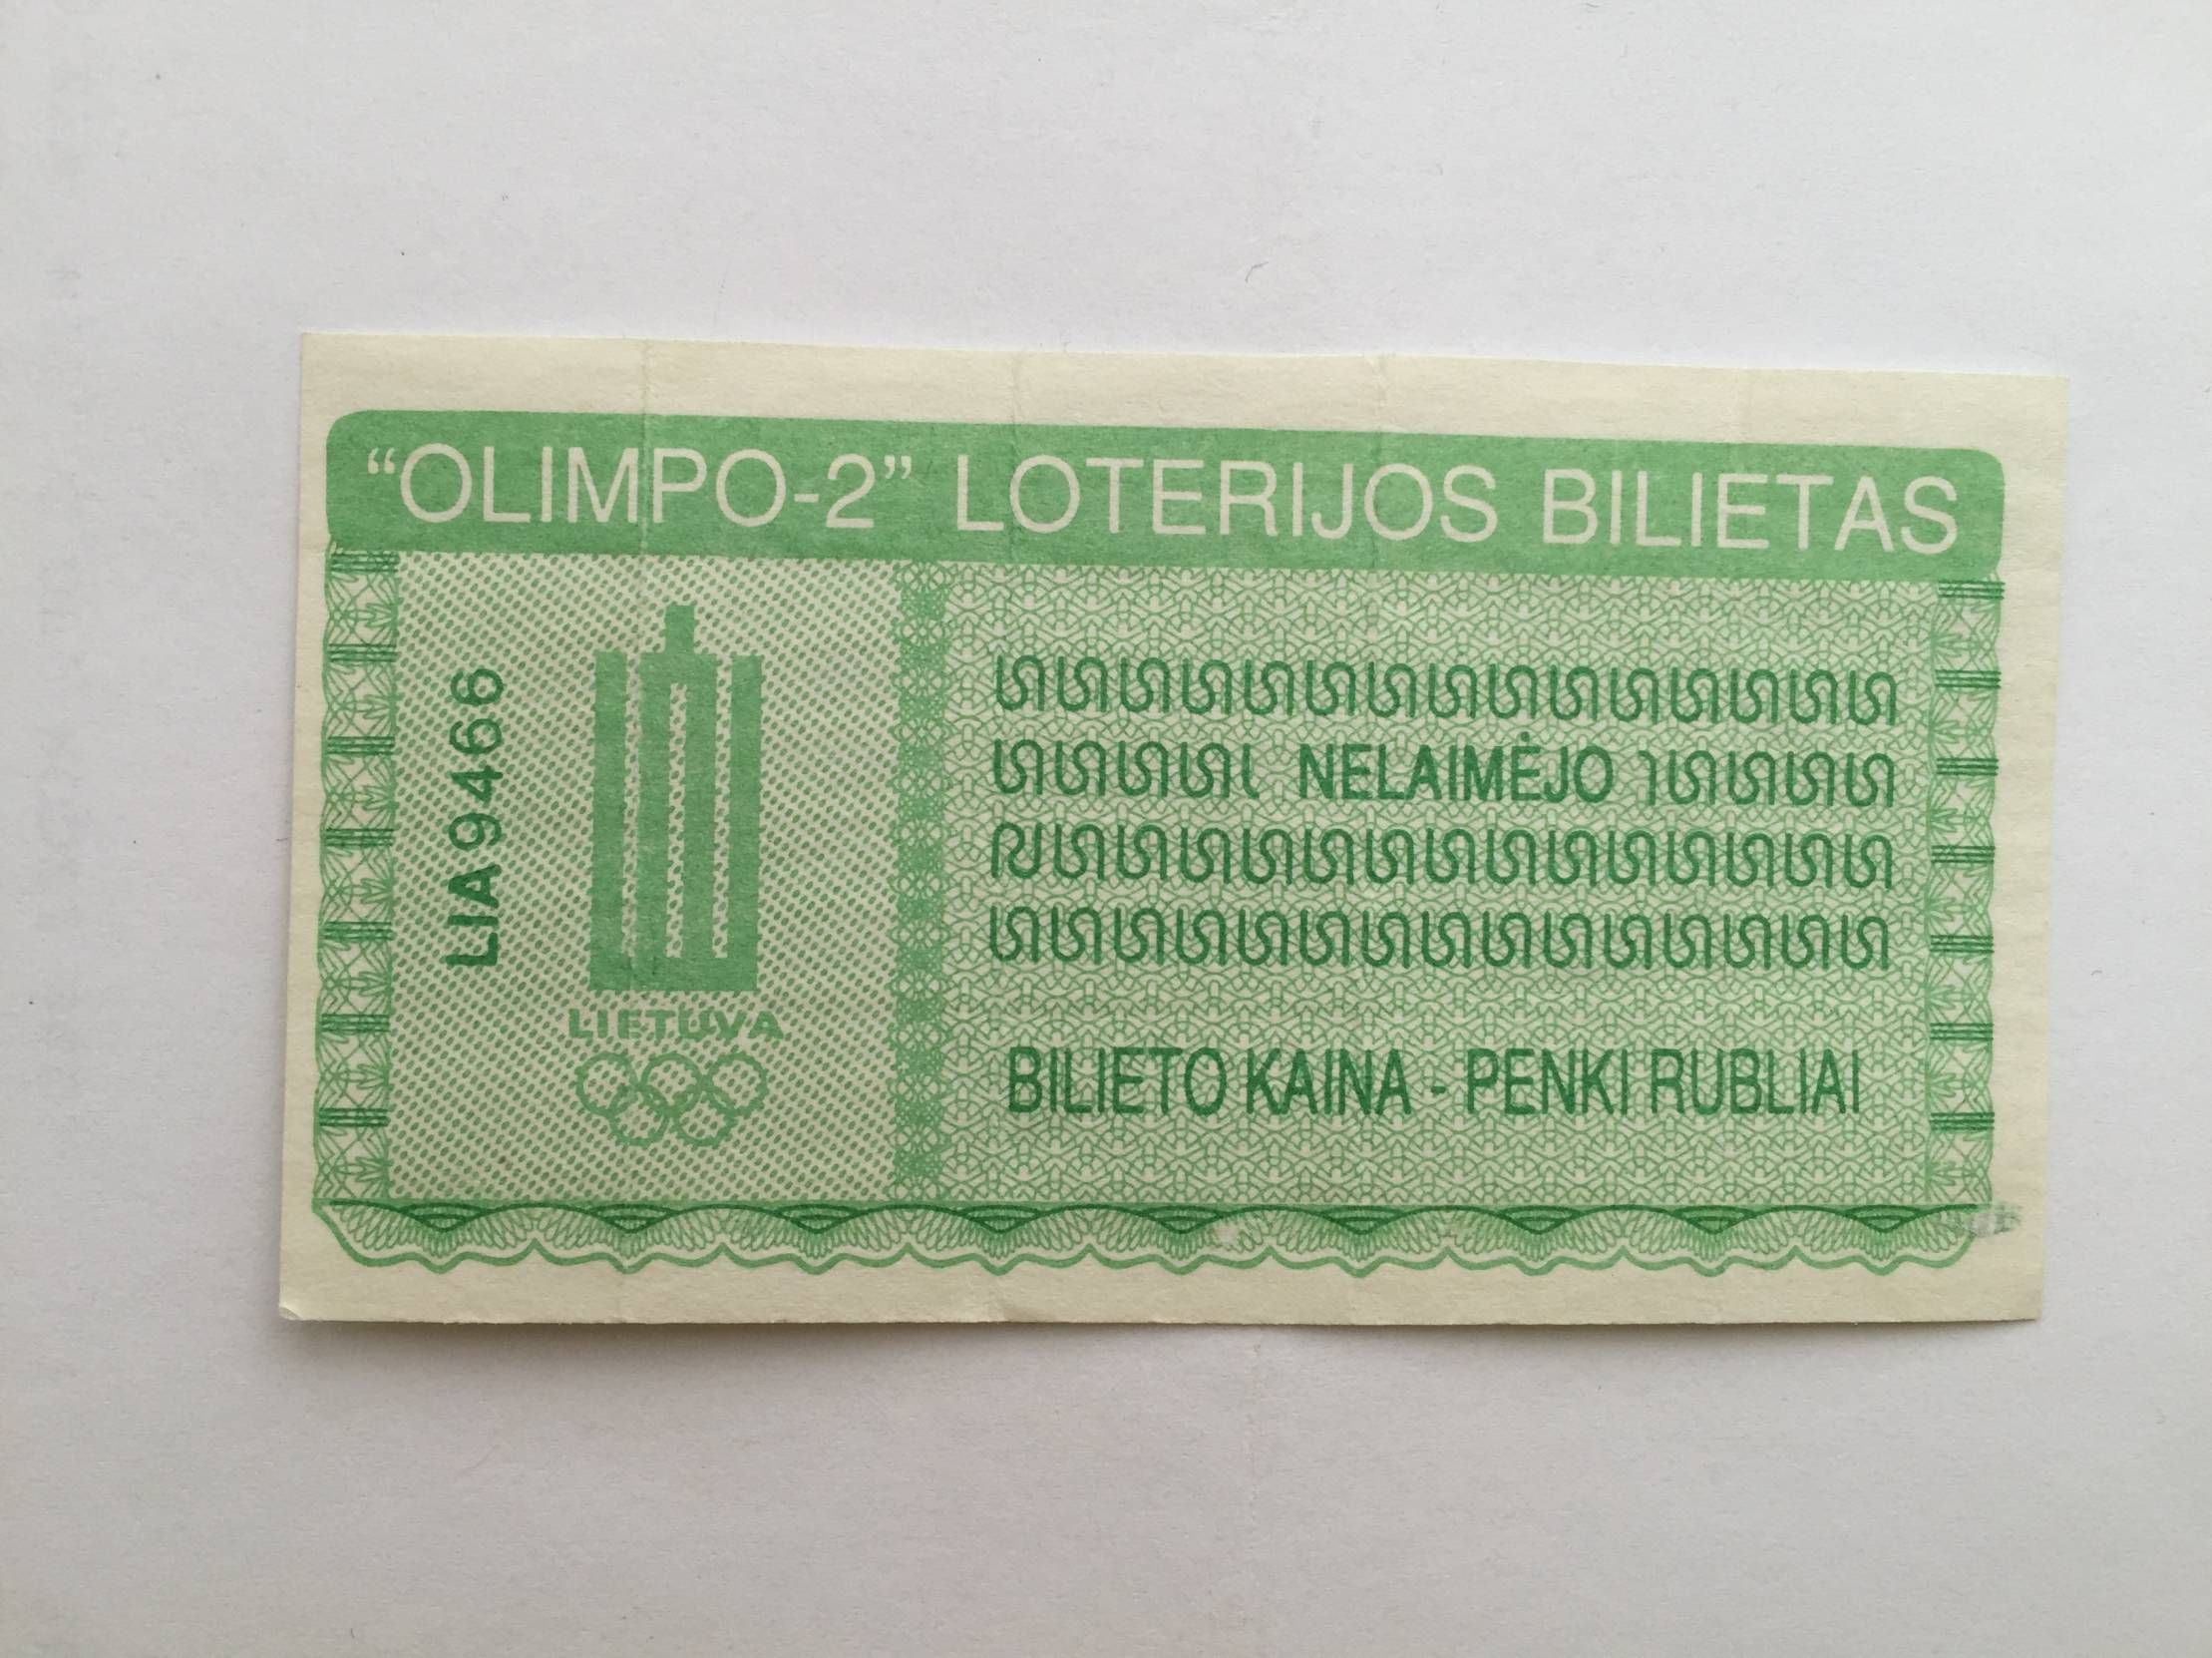 “OLIMPO-2” LOTERIJOS BILIETAS
LIA9466
LIETUVA
NELAIMĖJO
BILIETO KAINA - PENKI RUBLIAI